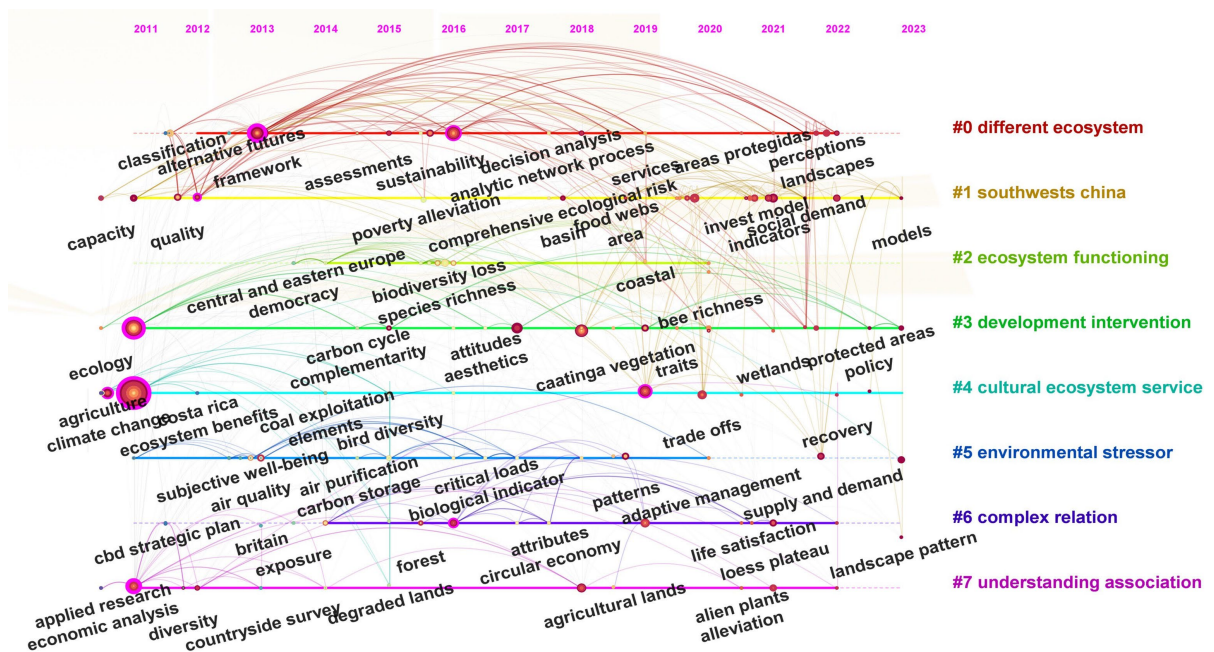 2011 2012 2013 2014 2015 2016 2017 2018 2019 2020 2021 2022 2023
#0 different ecosystem
classification
alternative futures
framework
assessments
sustainability
decision analysis
analytic network process
services
areas protegidas
perceptions
landscapes
#1 southwests china
capacity
quality
poverty alleviation
comprehensive ecological risk
basin
food webs
area
invest model
social demand
indicators
models
#2 ecosystem functioning
central and eastern europe
democracy
biodiversity loss
species richness
coastal
bee richness
#3 development intervention
ecology
carbon cycle
complementarity
attitudes
aesthetics
caatinga vegetation
traits
wetlands
protected areas
policy
#4 cultural ecosystem service
agriculture
climate change
costa rica
ecosystem benefits
coal exploitation
elements
bird diversity
trade offs
recovery
#5 environmental stressor
subjective well-being
air quality
air purification
carbon storage
critical loads
biological indicator
patterns
adaptive management
supply and demand
#6 complex relation
cbd strategic plan
britain
exposure
forest
attributes
circular economy
life satisfaction
loess plateau
landscape pattern
#7 understanding association
applied research
economic analysis
diversity
countryside survey
degraded lands
agricultural lands
alien plants
alleviation